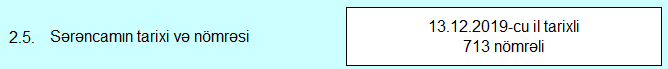 2.5. Sərəncamın tarixi və nömrəsi
13.12.2019-cu il tarixli
713 nömrəli